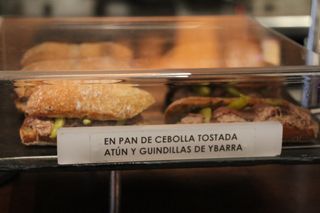 EN PAN DE CEBOLLA TOSTADA
ATÚN Y GUINDILLAS DE YBARRA